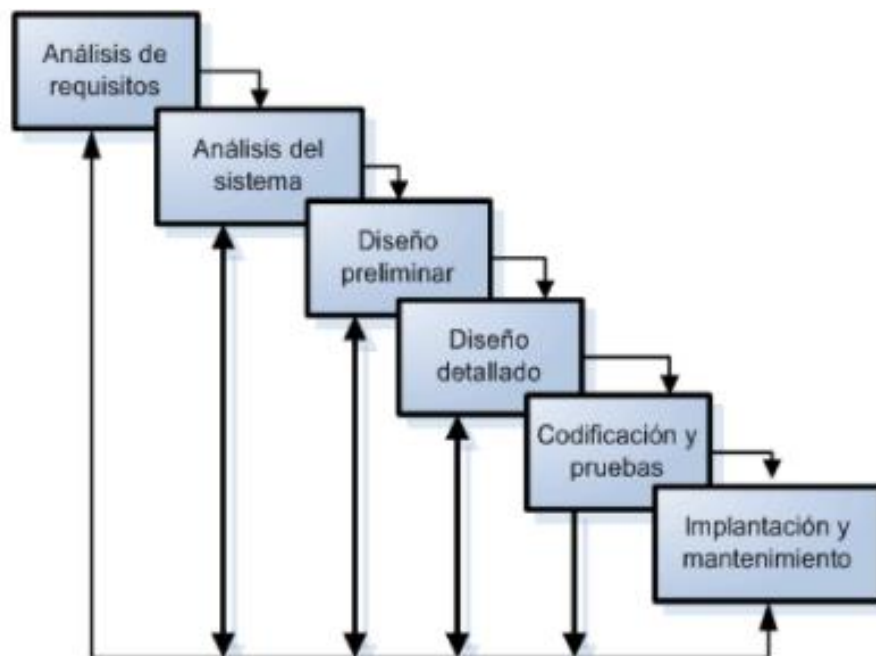 Análisis de
requisitos
Análisis del
sistema
Diseño
preliminar
Diseño
detallado
Codificación y
pruebas
Implantación y
mantenimiento